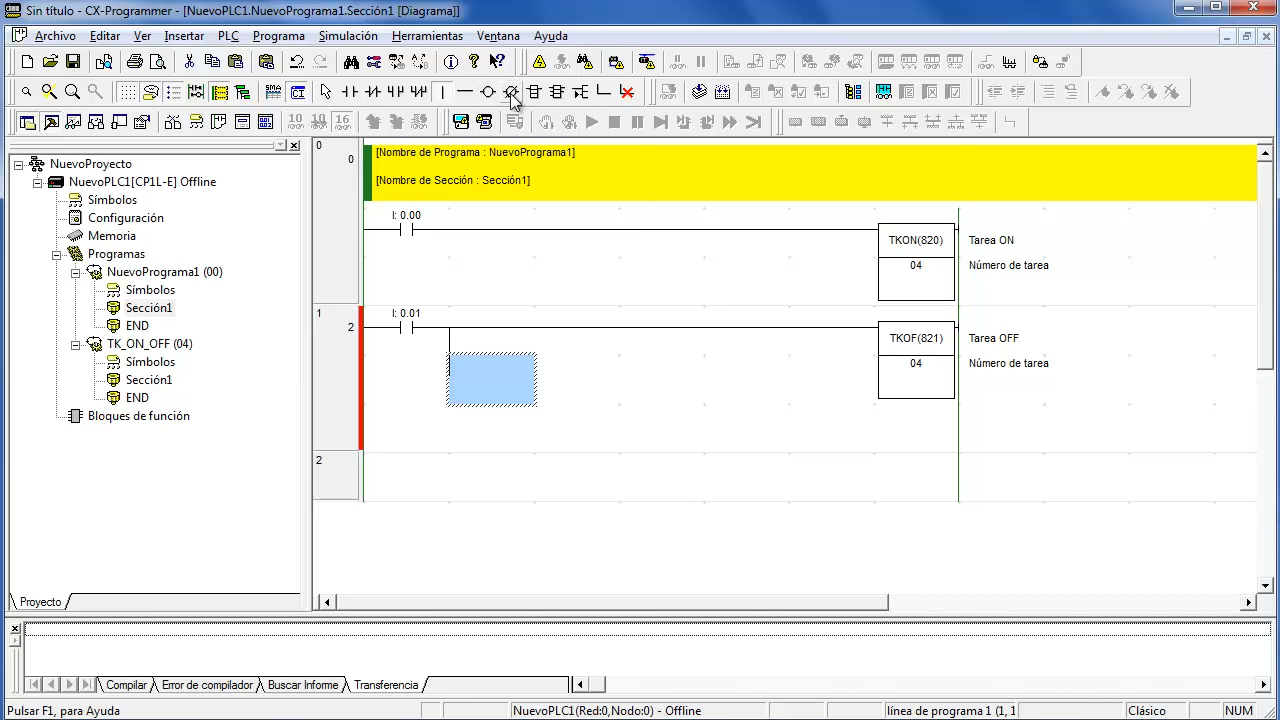 Sin título - CX-Programmer - [NuevoPLC1.NuevoPrograma1.Sección1 [Diagrama]]
Archivo Editar Ver Insertar PLC Programa Simulación Herramientas Ventana Ayuda
10 10 16
NuevoProyecto
NuevoPLC1[CP1L-E] Offline
Símbolos
Configuración
Memoria
Programas
NuevoPrograma1 (00)
Símbolos
Sección1
END
TK_ON_OFF (04)
Símbolos
Sección1
END
Bloques de función
Proyecto
0
0
[Nombre de Programa : NuevoPrograma1]
[Nombre de Sección : Sección1]
I: 0.00
TKON(820) Tarea ON
04 Número de tarea
1
2
I: 0.01
TKOF(821) Tarea OFF
04 Número de tarea
2
Compilar Error de compilador Buscar Informe Transferencia
Pulsar F1, para Ayuda NuevoPLC1(Red:0,Nodo:0) - Offline línea de programa 1 (1, 1 Clásico NUM